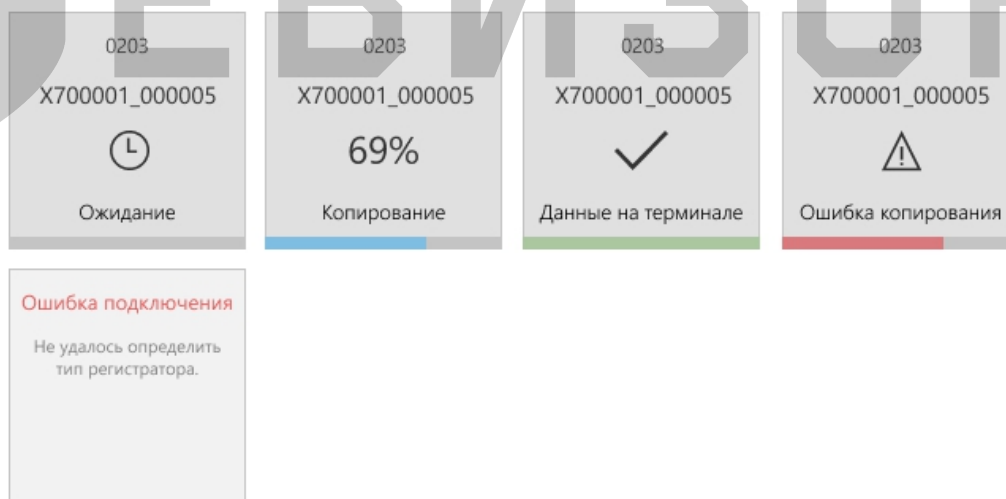 0203
X700001_000005
Ожидание
0203
X700001_000005
69%
Копирование
0203
X700001_000005
Данные на терминале
0203
X700001_000005
Ошибка копирования
Ошибка подключения
Не удалось определить
тип регистратора.